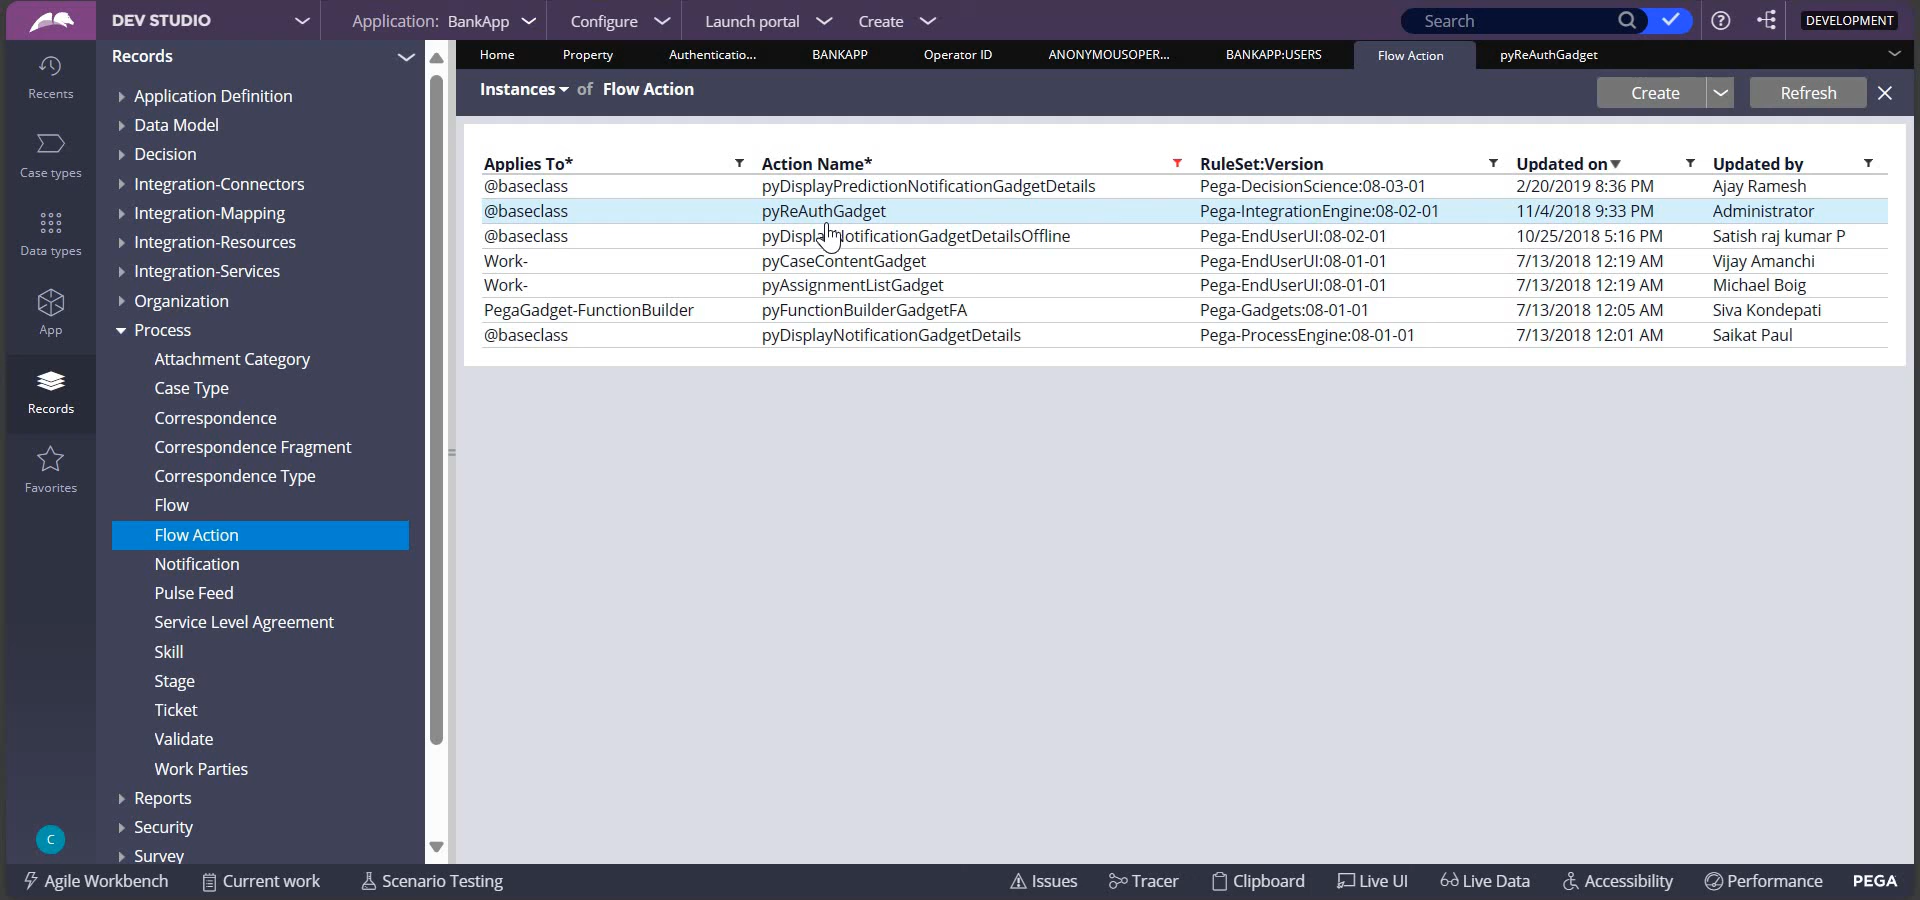 DEV STUDIO
Application: BankApp
Configure
Launch portal
Create
Search
DEVELOPMENT
Recents
Case types
Data types
App
Records
Favorites
C
Records
Application Definition
Data Model
Decision
Integration-Connectors
Integration-Mapping
Integration-Resources
Integration-Services
Organization
Process
Attachment Category
Case Type
Correspondence
Correspondence Fragment
Correspondence Type
Flow
Flow Action
Notification
Pulse Feed
Service Level Agreement
Skill
Stage
Ticket
Validate
Work Parties
Reports
Security
Survey
Home Property Authenticatio... BANKAPP Operator ID ANONYMOUSOPER... BANKAPP:USERS Flow Action pyReAuthGadget
Instances of Flow Action
Create
Refresh
Applies To* Action Name* RuleSet:Version Updated on Updated by
@baseclass pyDisplayPredictionNotificationGadgetDetails Pega-DecisionScience:08-03-01 2/20/2019 8:36 PM Ajay Ramesh
@baseclass pyReAuthGadget Pega-IntegrationEngine:08-02-01 11/4/2018 9:33 PM Administrator
@baseclass pyDisplayNotificationGadgetDetailsOffline Pega-EndUserUI:08-02-01 10/25/2018 5:16 PM Satish raj kumar P
Work- pyCaseContentGadget Pega-EndUserUI:08-01-01 7/13/2018 12:19 AM Vijay Amanchi
Work- pyAssignmentListGadget Pega-EndUserUI:08-01-01 7/13/2018 12:19 AM Michael Boig
PegaGadget-FunctionBuilder pyFunctionBuilderGadgetFA Pega-Gadgets:08-01-01 7/13/2018 12:05 AM Siva Kondepati
@baseclass pyDisplayNotificationGadgetDetails Pega-ProcessEngine:08-01-01 7/13/2018 12:01 AM Saikat Paul
Agile Workbench Current work Scenario Testing Issues Tracer Clipboard Live UI Live Data Accessibility Performance PEGA